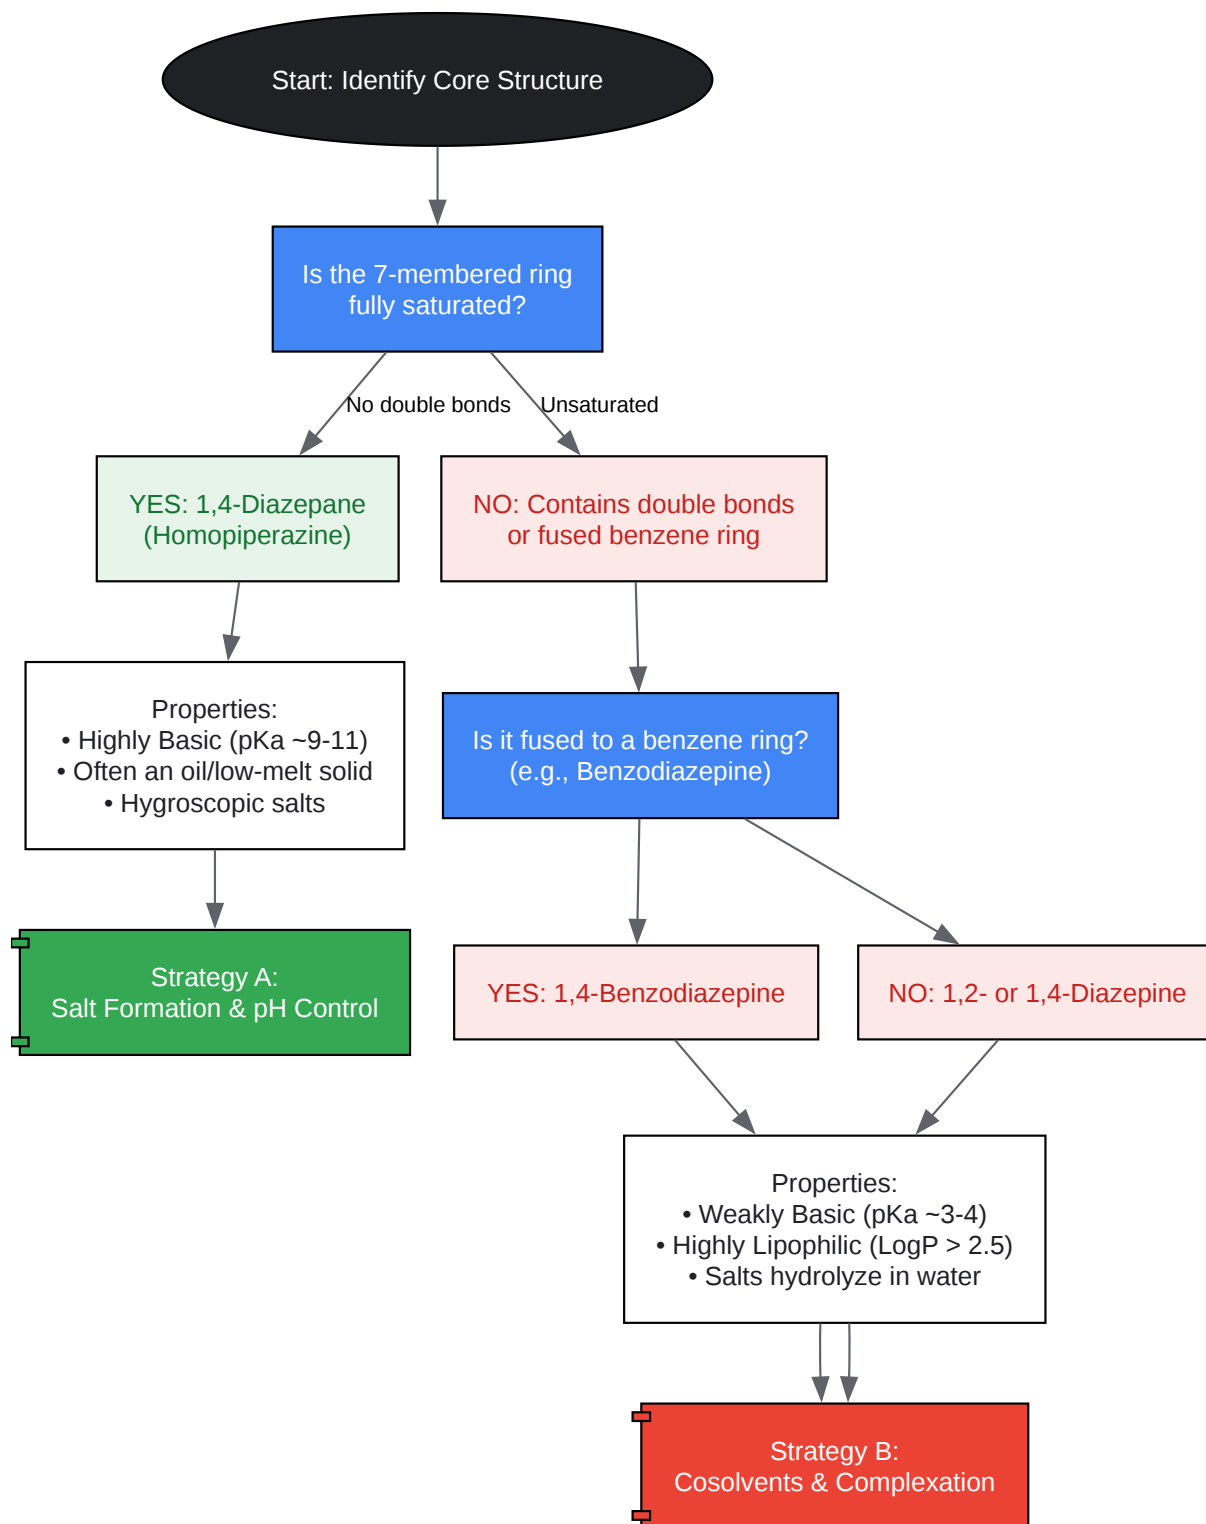 Start: Identify Core Structure
Is the 7-membered ring
fully saturated?
No double bonds
Unsaturated
YES: 1,4-Diazepane
(Homopiperazine)
NO: Contains double bonds
or fused benzene ring
Properties:
• Highly Basic (pKa ~9-11)
• Often an oil/low-melt solid
• Hygroscopic salts
Is it fused to a benzene ring?
(e.g., Benzodiazepine)
Strategy A:
Salt Formation & pH Control
YES: 1,4-Benzodiazepine
NO: 1,2- or 1,4-Diazepine
Properties:
• Weakly Basic (pKa ~3-4)
• Highly Lipophilic (LogP > 2.5)
• Salts hydrolyze in water
Strategy B:
Cosolvents & Complexation